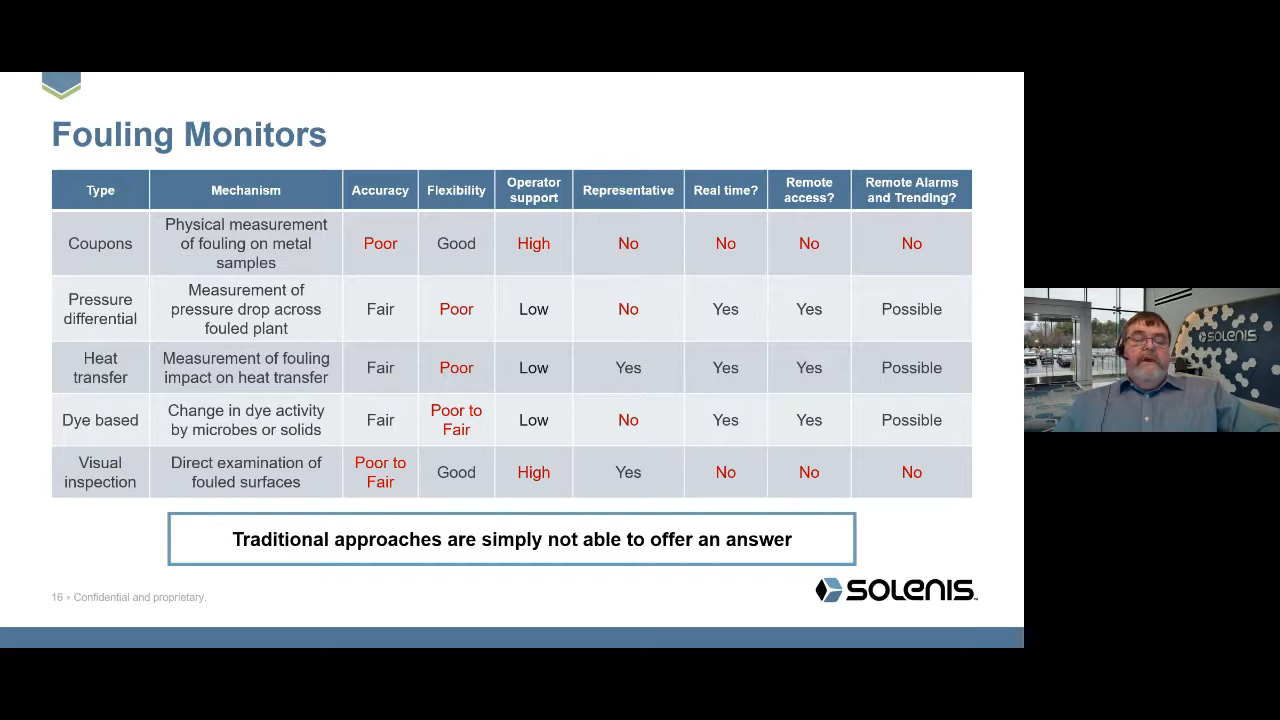 Fouling Monitors
Type Mechanism Accuracy Flexibility Operator support Representative Real time? Remote access? Remote Alarms and Trending?
Coupons Physical measurement of fouling on metal samples Poor Good High No No No No
Pressure differential Measurement of pressure drop across fouled plant Fair Poor Low No Yes Yes Possible
Heat transfer Measurement of fouling impact on heat transfer Fair Poor Low Yes Yes Yes Possible
Dye based Change in dye activity by microbes or solids Fair Poor to Fair Low No Yes Yes Possible
Visual inspection Direct examination of fouled surfaces Poor to Fair Good High Yes No No No
Traditional approaches are simply not able to offer an answer
16 • Confidential and proprietary.
SOLENIS™
SOLENIS